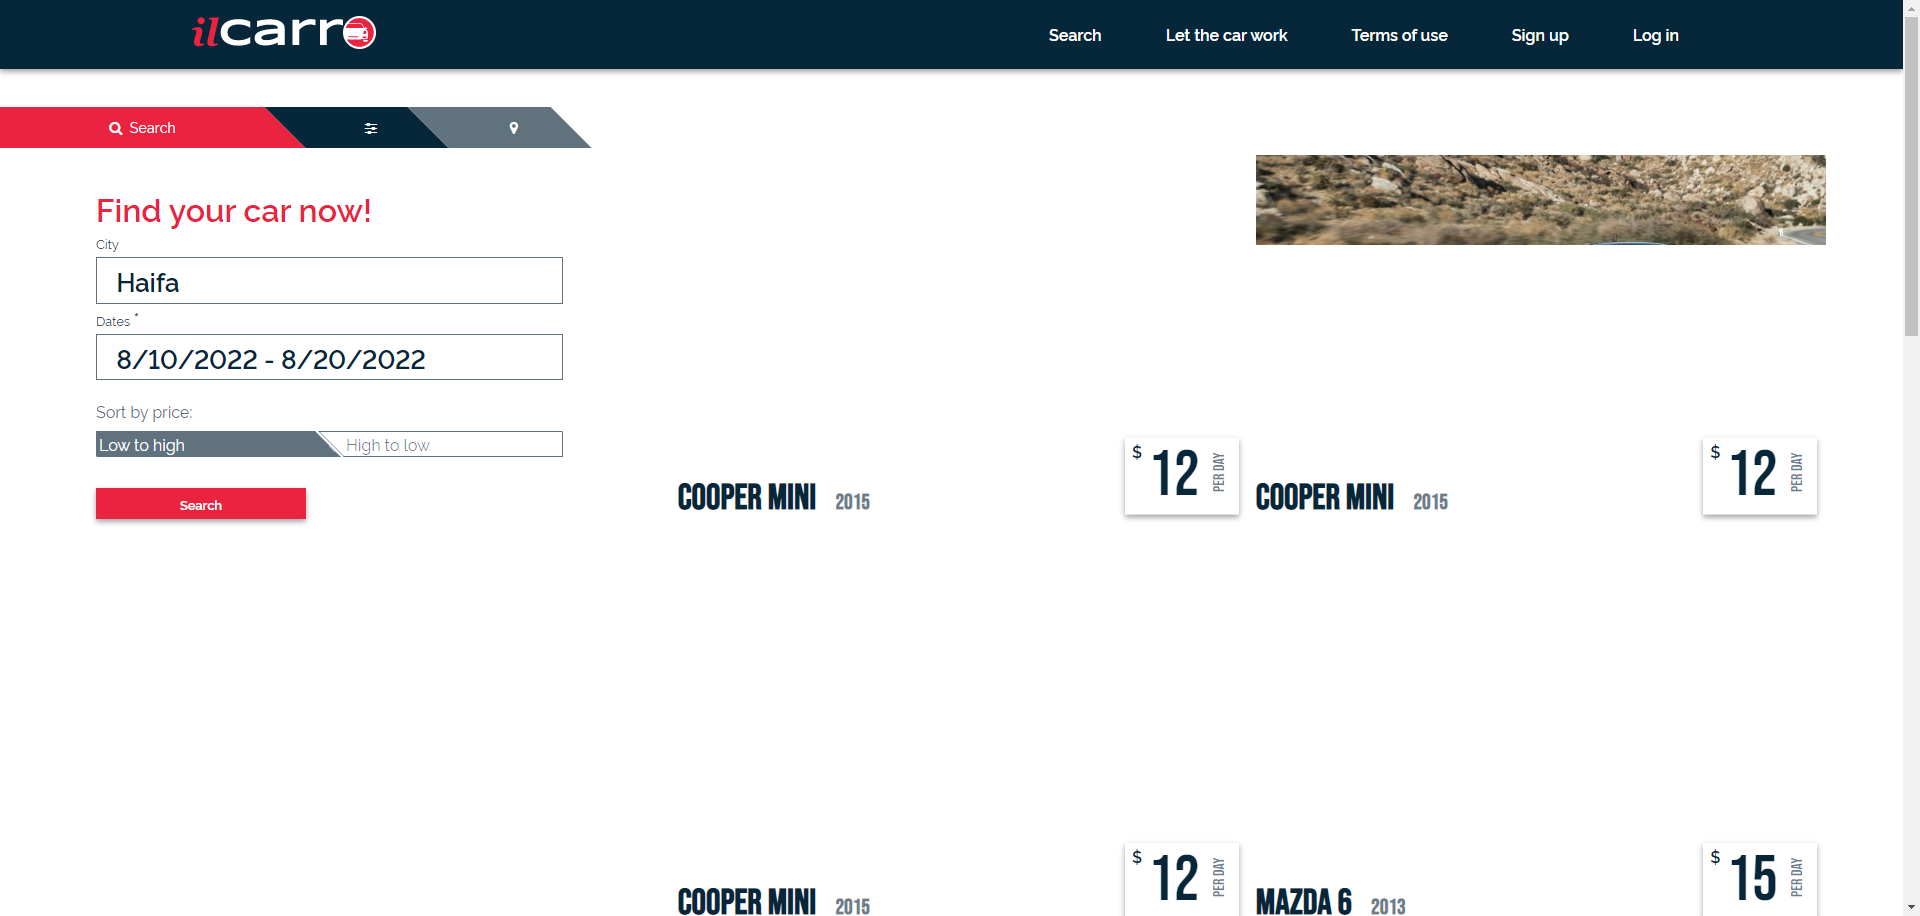 ilcarro
Search
Let the car work
Terms of use
Sign up
Log in
Search
Find your car now!
City
Haifa
Dates *
8/10/2022 - 8/20/2022
Sort by price:
Low to high
High to low
Search
COOPER MINI 2015
$ 12 PER DAY
COOPER MINI 2015
$ 12 PER DAY
COOPER MINI 2015
$ 12 PER DAY
MAZDA 6 2013
$ 15 PER DAY